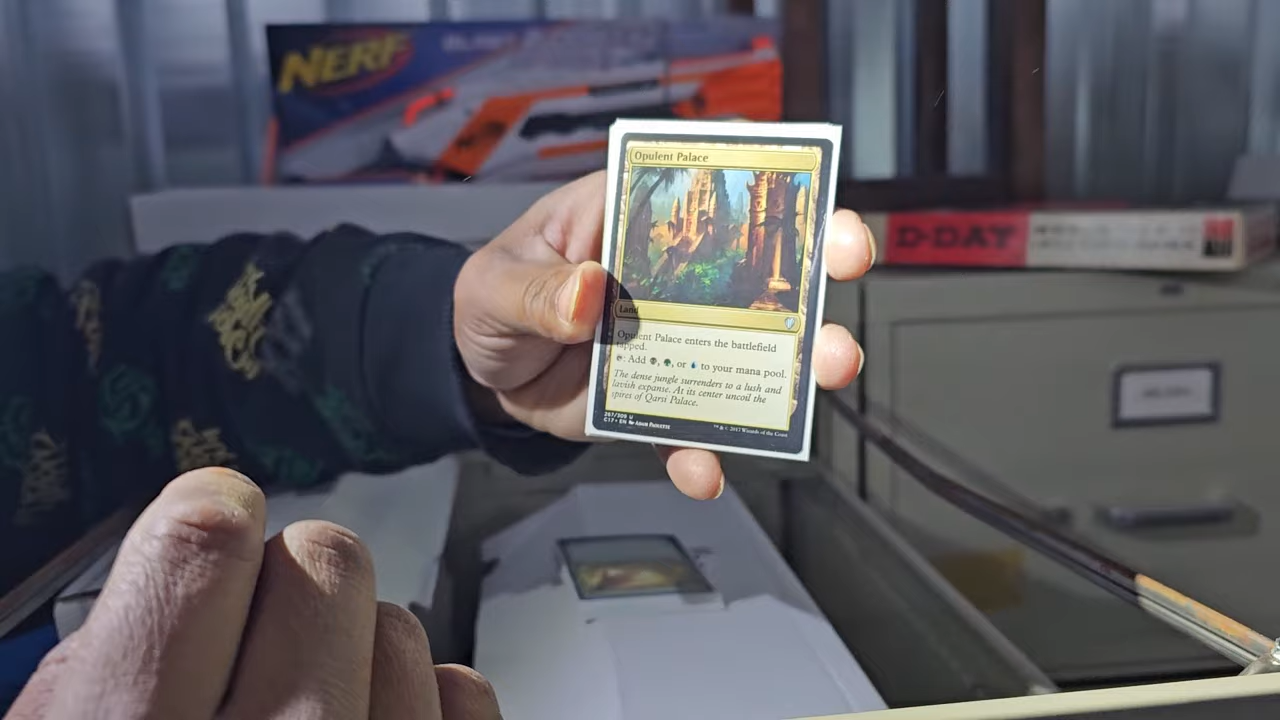 NERF
D-DAY
Opulent Palace
Land
Opulent Palace enters the battlefield
tapped.
: Add , , or to your mana pool.
The dense jungle surrenders to a lush and
lavish expanse. At its center uncoil the
spires of Qarsi Palace.
267/309 U
C17 • EN Adam Paquette
™ & © 2017 Wizards of the Coast